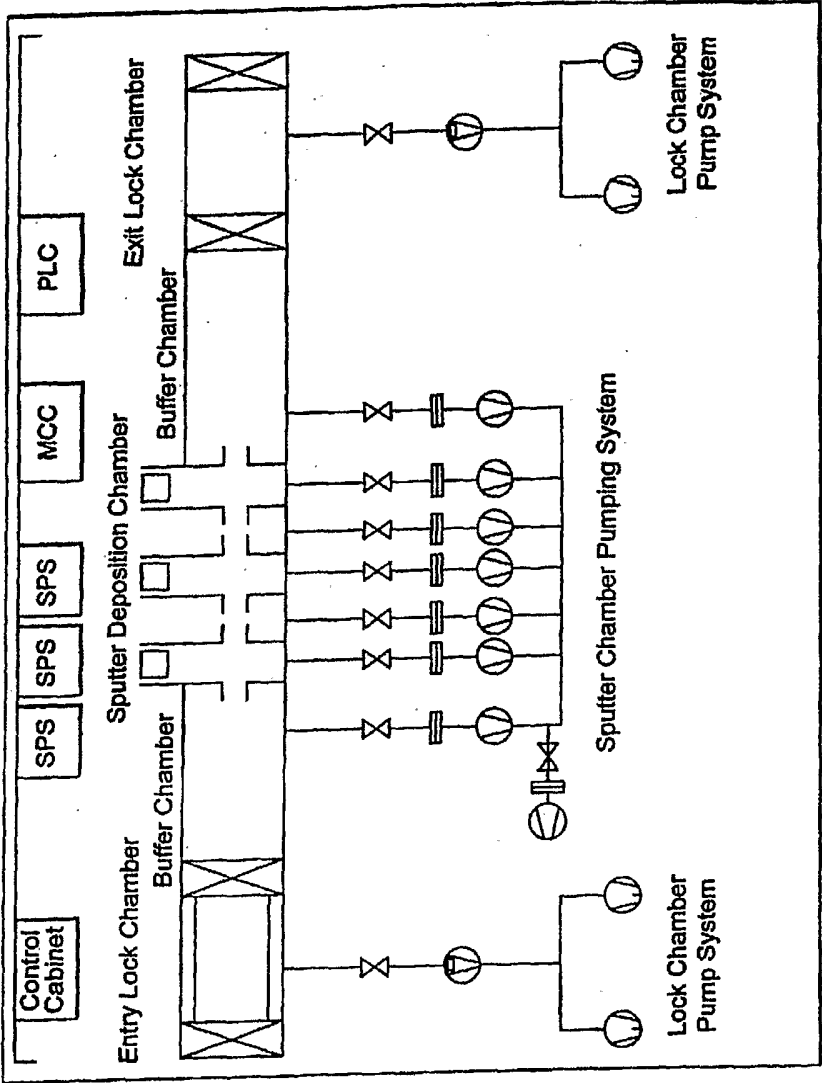 Control
Cabinet
SPS
SPS
SPS
MCC
PLC
Entry Lock Chamber
Buffer Chamber
Sputter Deposition Chamber
Buffer Chamber
Exit Lock Chamber
Lock Chamber
Pump System
Sputter Chamber Pumping System
Lock Chamber
Pump System